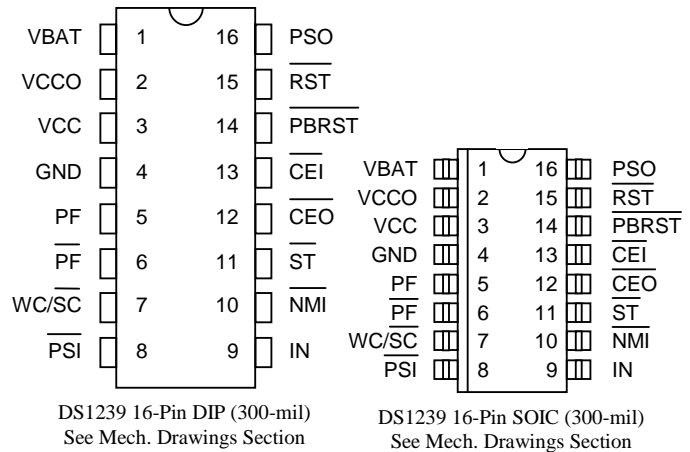 VBAT 1 16 PSO
VCCO 2 15 RST
VCC 3 14 PBRST
GND 4 13 CEI
PF 5 12 CEO
PF 6 11 ST
WC/SC 7 10 NMI
PSI 8 9 IN
DS1239 16-Pin DIP (300-mil)
See Mech. Drawings Section
VBAT 1 16 PSO
VCCO 2 15 RST
VCC 3 14 PBRST
GND 4 13 CEI
PF 5 12 CEO
PF 6 11 ST
WC/SC 7 10 NMI
PSI 8 9 IN
DS1239 16-Pin SOIC (300-mil)
See Mech. Drawings Section